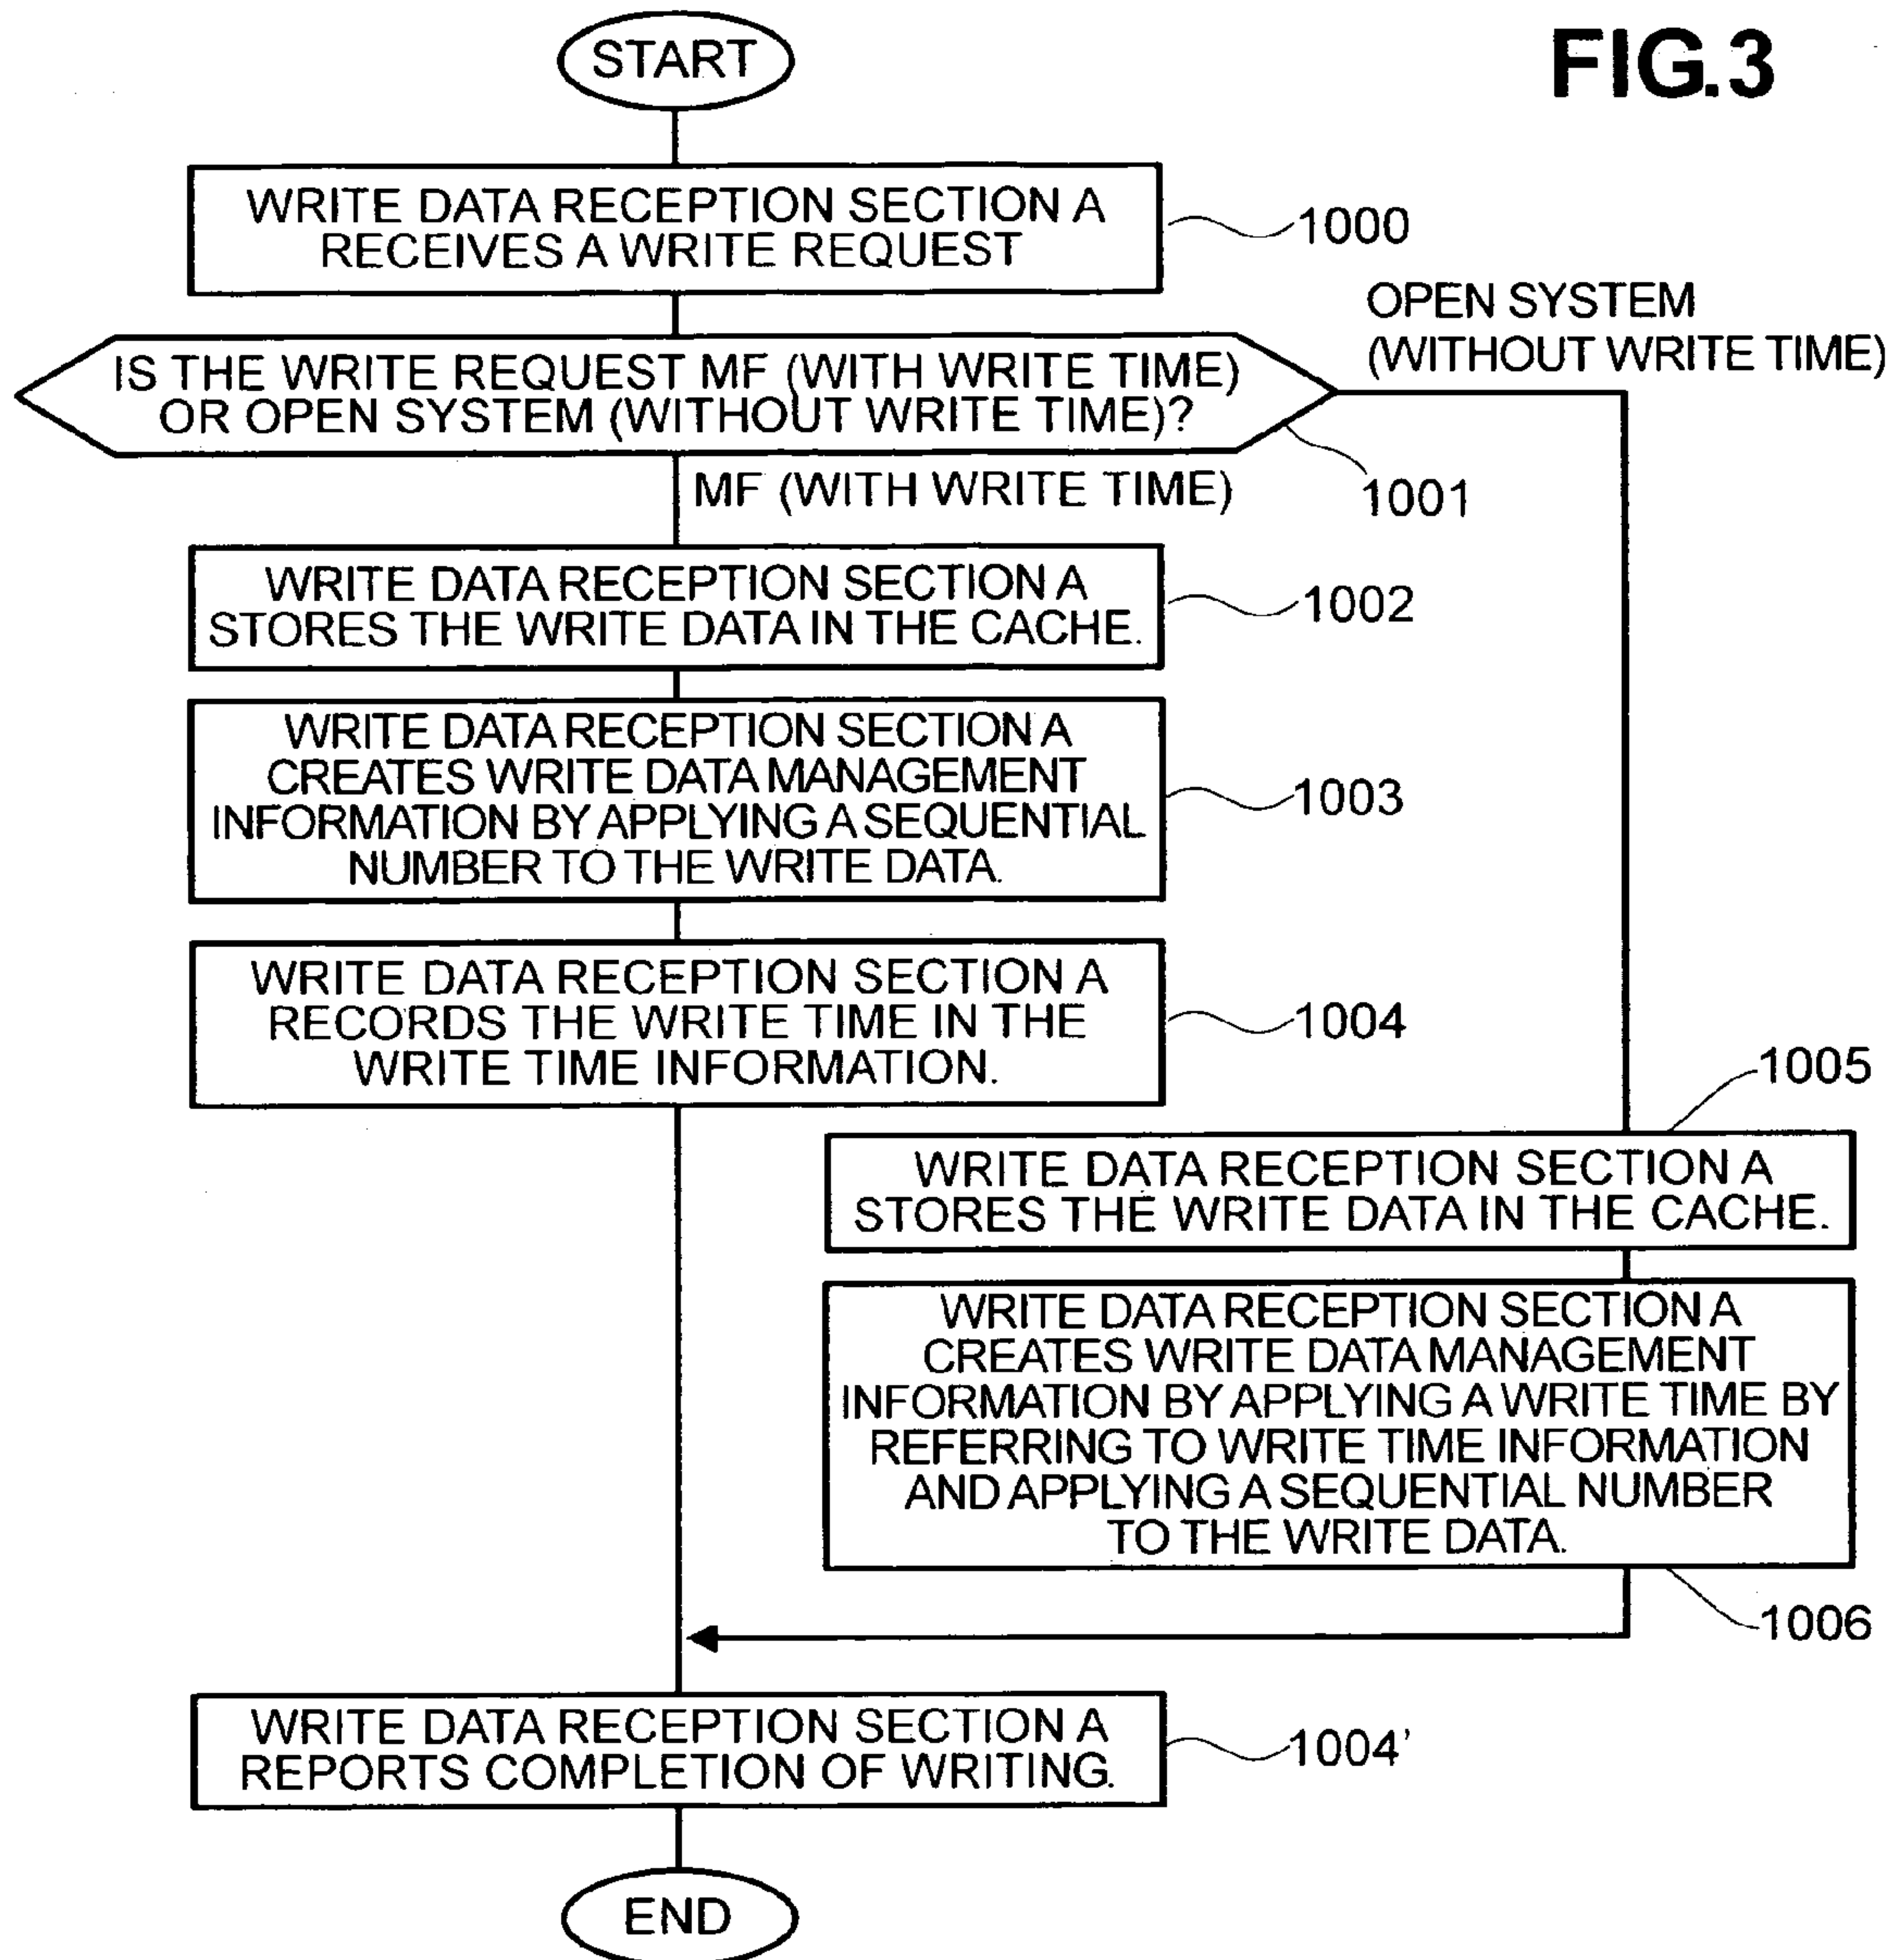 FIG.3
START
WRITE DATA RECEPTION SECTION A
RECEIVES A WRITE REQUEST
1000
IS THE WRITE REQUEST MF (WITH WRITE TIME)
OR OPEN SYSTEM (WITHOUT WRITE TIME)?
1001
OPEN SYSTEM
(WITHOUT WRITE TIME)
MF (WITH WRITE TIME)
WRITE DATA RECEPTION SECTION A
STORES THE WRITE DATA IN THE CACHE.
1002
WRITE DATA RECEPTION SECTION A
CREATES WRITE DATA MANAGEMENT
INFORMATION BY APPLYING A SEQUENTIAL
NUMBER TO THE WRITE DATA.
1003
WRITE DATA RECEPTION SECTION A
RECORDS THE WRITE TIME IN THE
WRITE TIME INFORMATION.
1004
1005
WRITE DATA RECEPTION SECTION A
STORES THE WRITE DATA IN THE CACHE.
WRITE DATA RECEPTION SECTION A
CREATES WRITE DATA MANAGEMENT
INFORMATION BY APPLYING A WRITE TIME BY
REFERRING TO WRITE TIME INFORMATION
AND APPLYING A SEQUENTIAL NUMBER
TO THE WRITE DATA.
1006
WRITE DATA RECEPTION SECTION A
REPORTS COMPLETION OF WRITING.
1004'
END